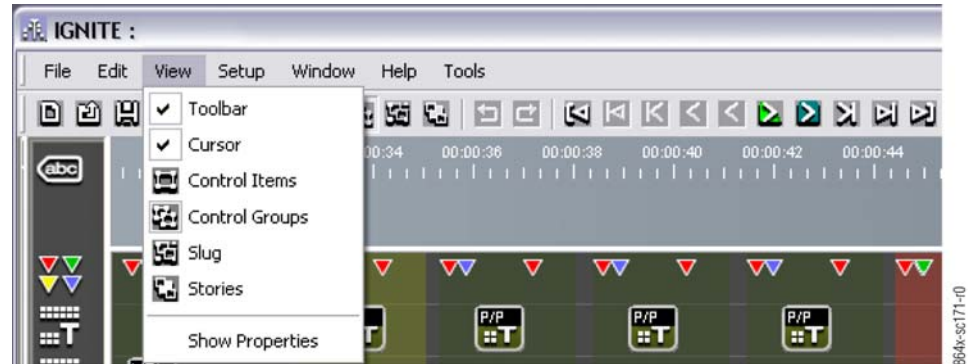 IGNITE :
File Edit View Setup Window Help Tools
Toolbar
Cursor
Control Items
Control Groups
Slug
Stories
Show Properties
abc
00:34 00:00:36 00:00:38 00:00:40 00:00:42 00:00:44
P/P P/P P/P
T T T T T
864x-sc171-r0